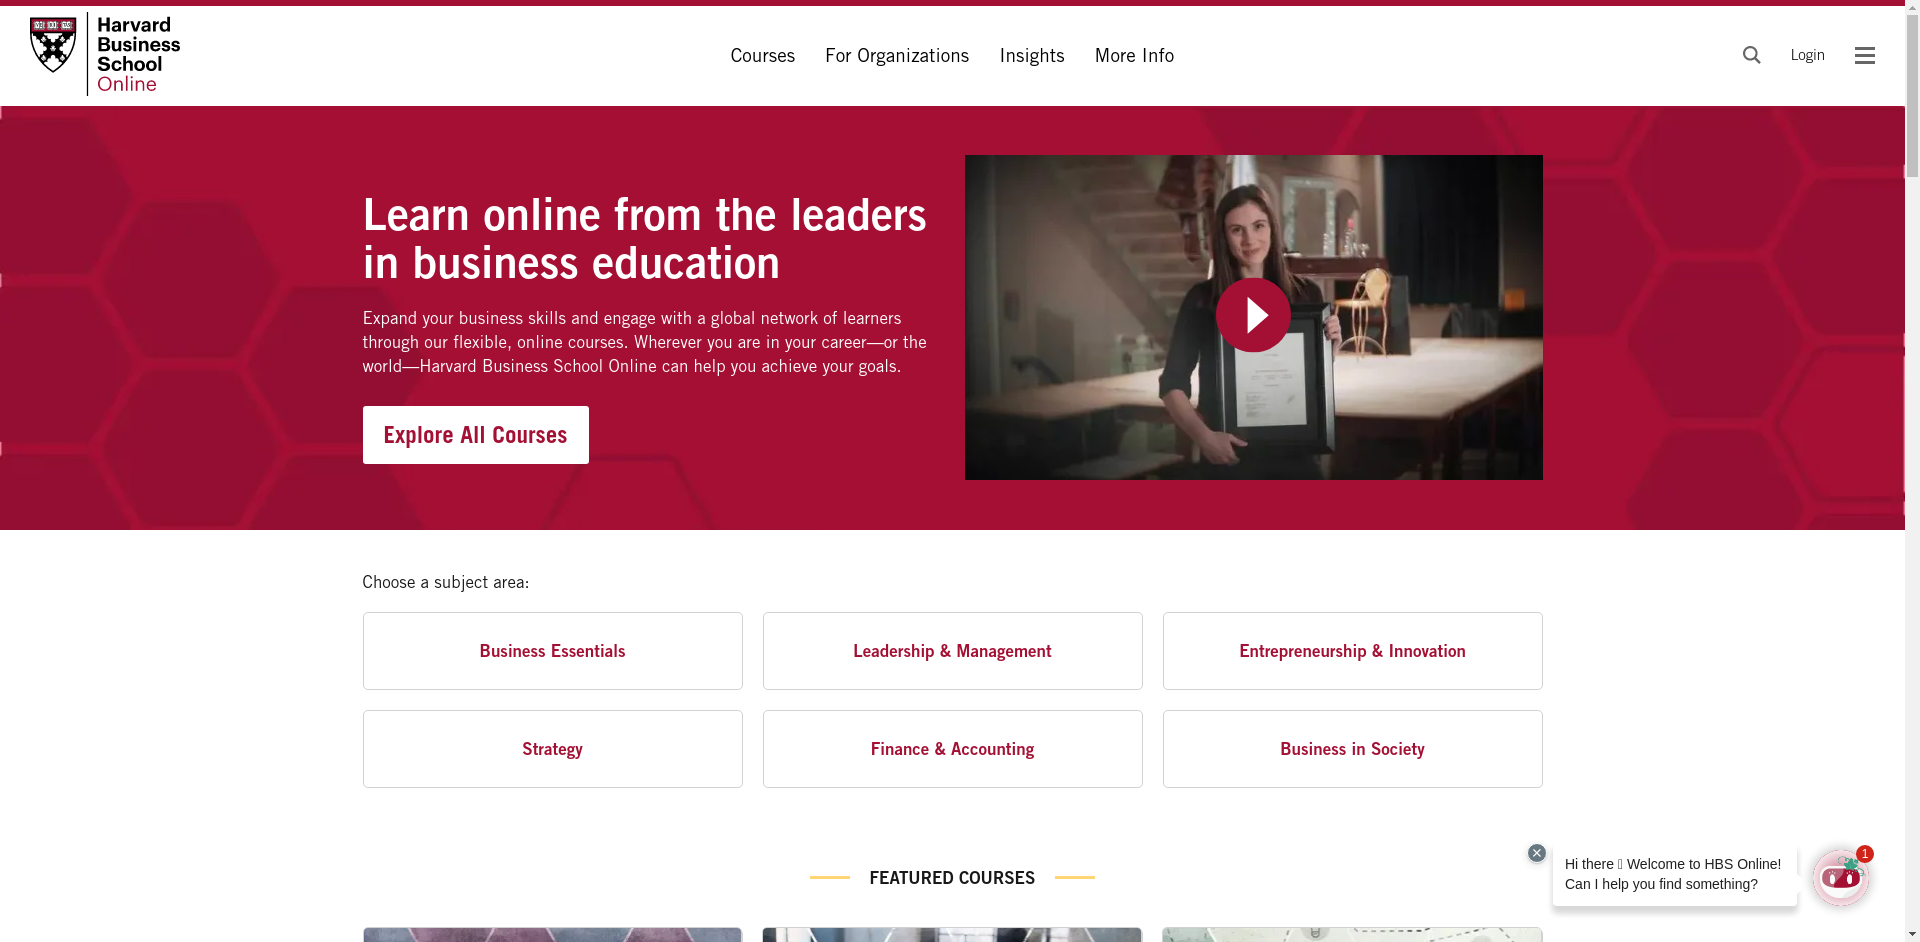 Harvard
Business
School
Online
Courses
For Organizations
Insights
More Info
Login
Learn online from the leaders
in business education
Expand your business skills and engage with a global network of learners
through our flexible, online courses. Wherever you are in your career—or the
world—Harvard Business School Online can help you achieve your goals.
Explore All Courses
Choose a subject area:
Business Essentials
Leadership & Management
Entrepreneurship & Innovation
Strategy
Finance & Accounting
Business in Society
FEATURED COURSES
Hi there Welcome to HBS Online!
Can I help you find something?
1